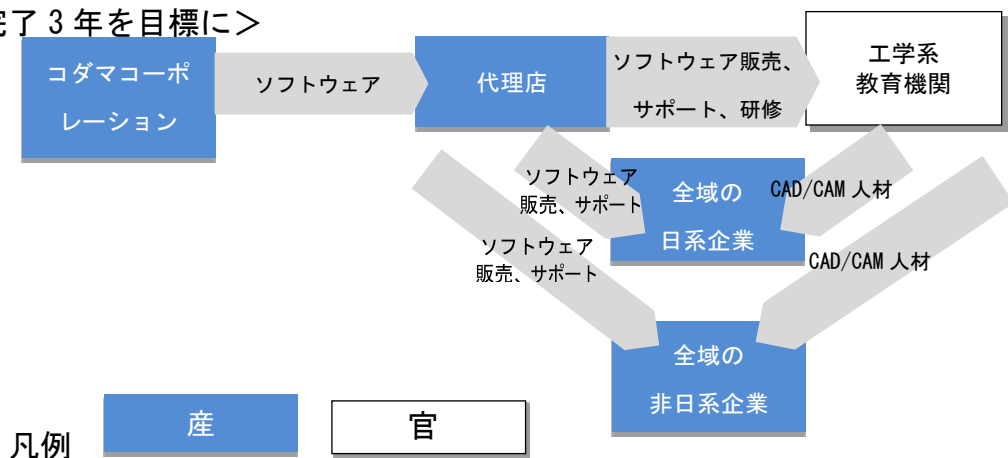 完了 3 年を目標に＞
コダマコーポ
レーション
ソフトウェア
代理店
ソフトウェア販売、
サポート、研修
工学系
教育機関
ソフトウェア
販売、サポート
全域の
日系企業
CAD/CAM 人材
ソフトウェア
販売、サポート
CAD/CAM 人材
全域の
非日系企業
凡例
産
官